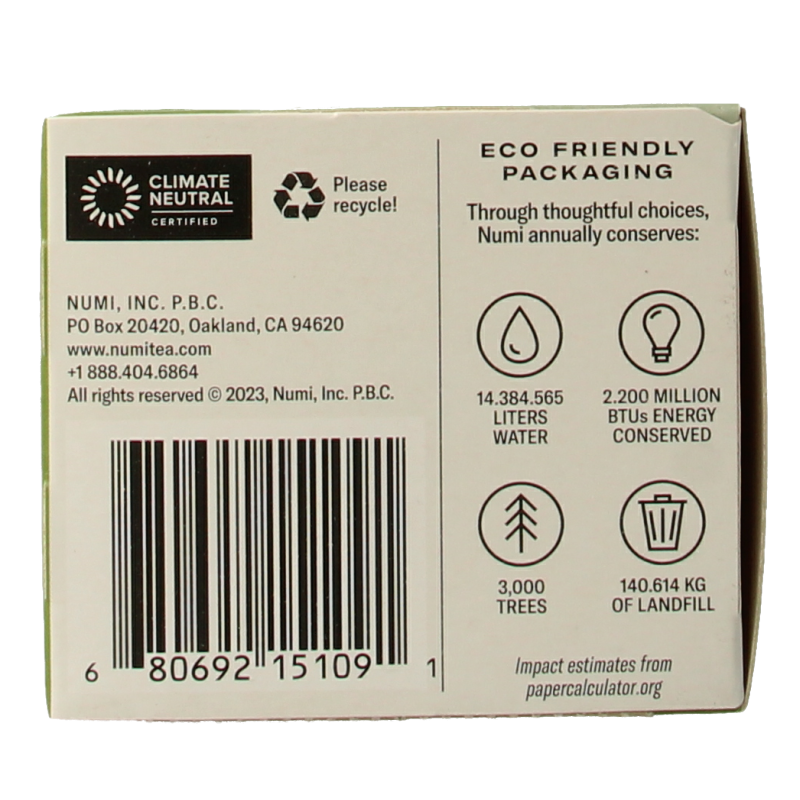 CLIMATE
NEUTRAL
CERTIFIED
Please
recycle!
NUMI, INC. P.B.C.
PO Box 20420, Oakland, CA 94620
www.numitea.com
+1 888.404.6864
All rights reserved © 2023, Numi, Inc. P.B.C.
6 80692 15109 1
ECO FRIENDLY
PACKAGING
Through thoughtful choices,
Numi annually conserves:
14.384.565
LITERS
WATER
2.200 MILLION
BTUs ENERGY
CONSERVED
3,000
TREES
140.614 KG
OF LANDFILL
Impact estimates from
papercalculator.org